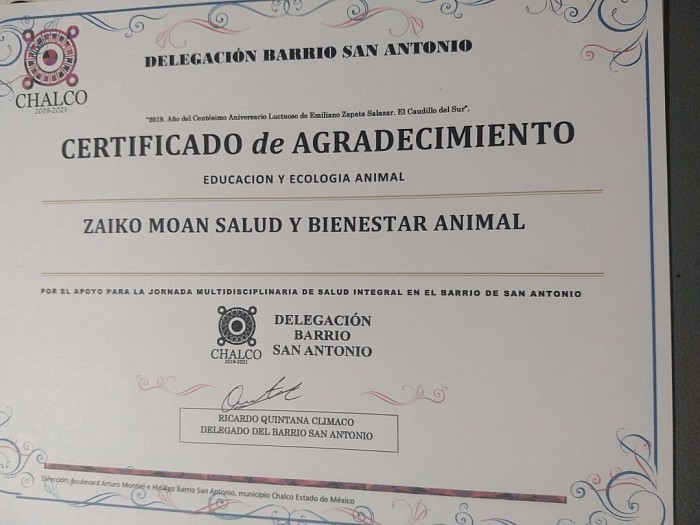 DELEGACIÓN BARRIO SAN ANTONIO
CHALCO
2019-2021
"2019. Año del Centésimo Aniversario Luctuoso de Emiliano Zapata Salazar. El Caudillo del Sur".
CERTIFICADO de AGRADECIMIENTO
EDUCACION Y ECOLOGIA ANIMAL
ZAIKO MOAN SALUD Y BIENESTAR ANIMAL
POR EL APOYO PARA LA JORNADA MULTIDISCIPLINARIA DE SALUD INTEGRAL EN EL BARRIO DE SAN ANTONIO
CHALCO
2019-2021
DELEGACIÓN
BARRIO
SAN ANTONIO
RICARDO QUINTANA CLIMACO
DELEGADO DEL BARRIO SAN ANTONIO
Dirección: Boulevard Arturo Montiel e Hidalgo Barrio San Antonio, municipio Chalco Estado de México